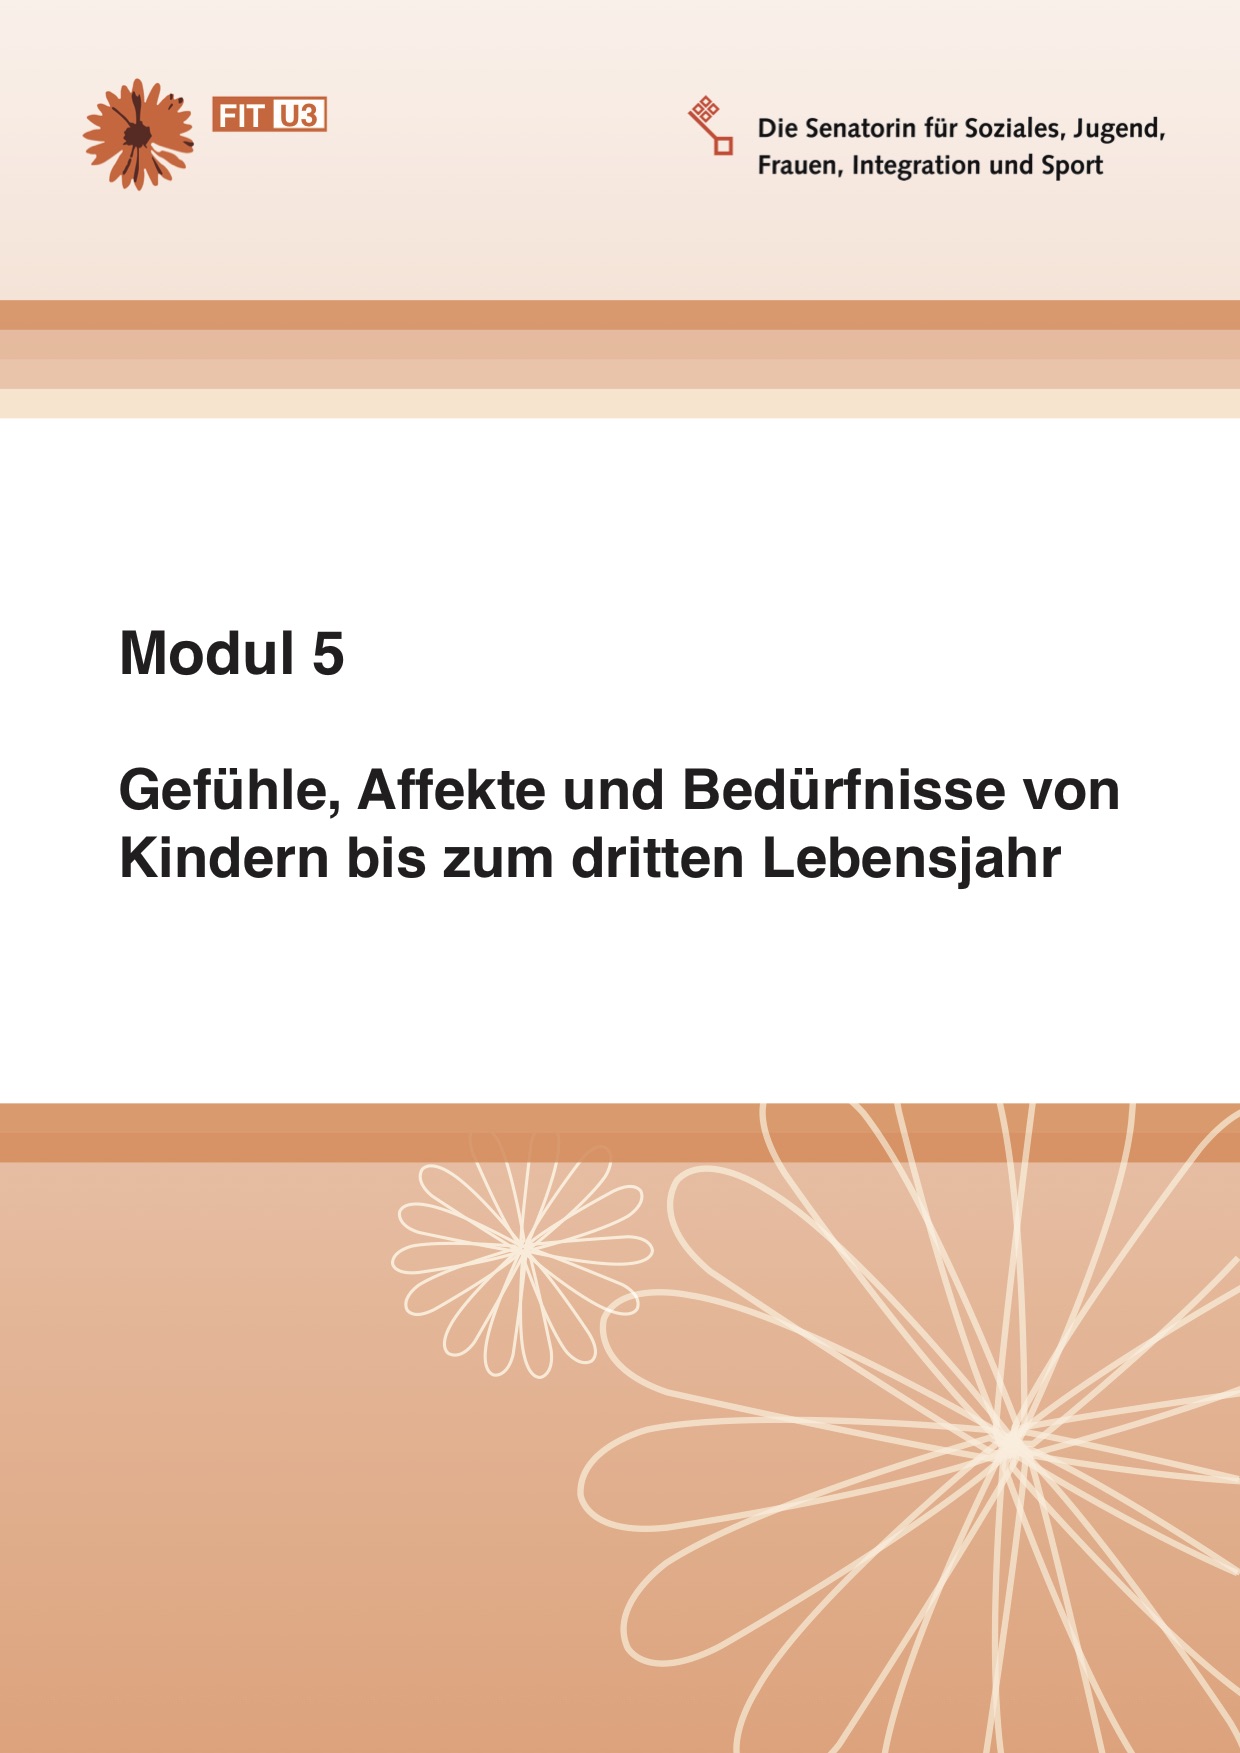 FIT U3
Die Senatorin für Soziales, Jugend,
Frauen, Integration und Sport
Modul 5
Gefühle, Affekte und Bedürfnisse von
Kindern bis zum dritten Lebensjahr